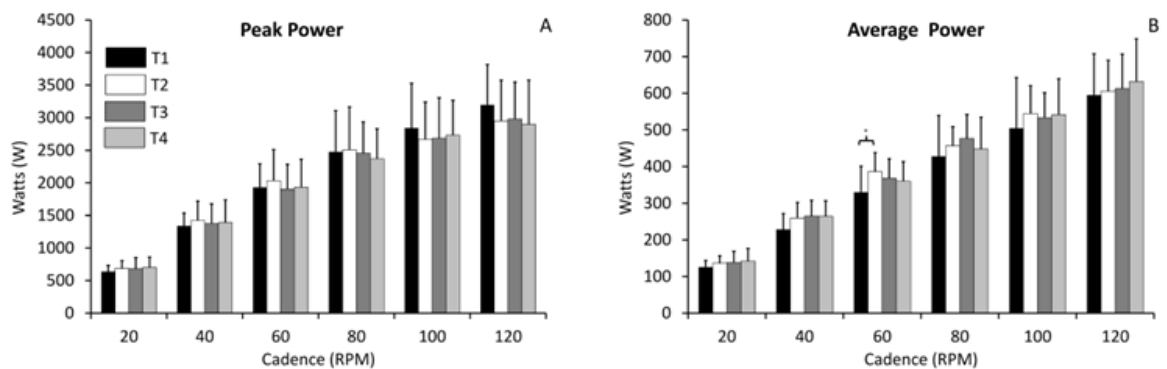 Peak Power
A
4500
4000
3500
3000
2500
2000
1500
1000
500
0
Watts (W)
T1
T2
T3
T4
20 40 60 80 100 120
Cadence (RPM)
Average Power
B
800
700
600
500
400
300
200
100
0
Watts (W)
20 40 60 80 100 120
Cadence (RPM)